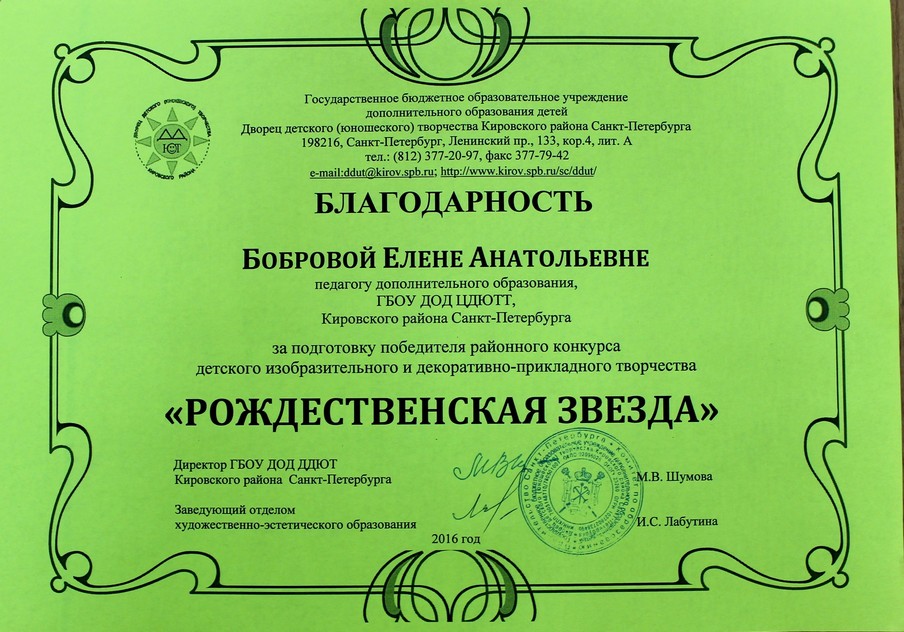 Государственное бюджетное образовательное учреждение
дополнительного образования детей
Дворец детского (юношеского) творчества Кировского района Санкт-Петербурга
198216, Санкт-Петербург, Ленинский пр., 133, кор.4, лит. А
тел.: (812) 377-20-97, факс 377-79-42
e-mail:ddut@kirov.spb.ru; http://www.kirov.spb.ru/sc/ddut/
БЛАГОДАРНОСТЬ
БОБРОВОЙ ЕЛЕНЕ АНАТОЛЬЕВНЕ
педагогу дополнительного образования,
ГБОУ ДОД ЦДЮТТ,
Кировского района Санкт-Петербурга
за подготовку победителя районного конкурса
детского изобразительного и декоративно-прикладного творчества
«РОЖДЕСТВЕНСКАЯ ЗВЕЗДА»
Директор ГБОУ ДОД ДДЮТ
Кировского района Санкт-Петербурга
М.В. Шумова
Заведующий отделом
художественно-эстетического образования
И.С. Лабутина
2016 год